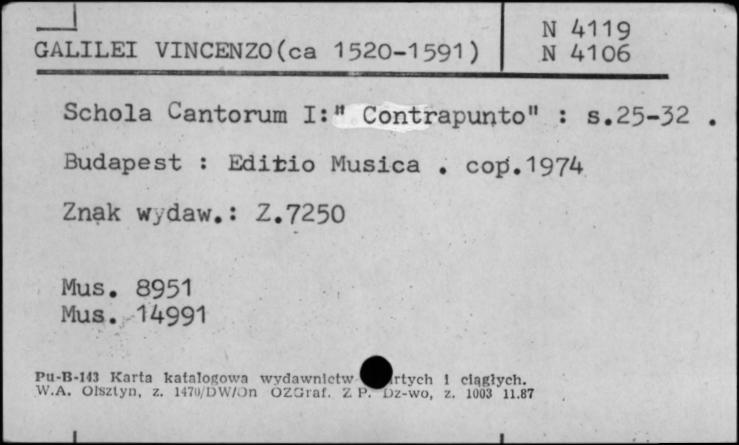 GALILEI VINCENZO(ca 1520-1591)
N 4119
N 4106
Schola Cantorum I:" Contrapunto" : s.25-32 .
Budapest : Editio Musica . cop.1974
Znak wydaw.: Z.7250
Mus. 8951
Mus. 14991
Pu-B-143 Karta katalogowa wydawnictw rtych i ciągłych.
W.A. Olsztyn, z. 1470/DW/On OZGraf. Z P. Dz-wo, z. 1003 11.87